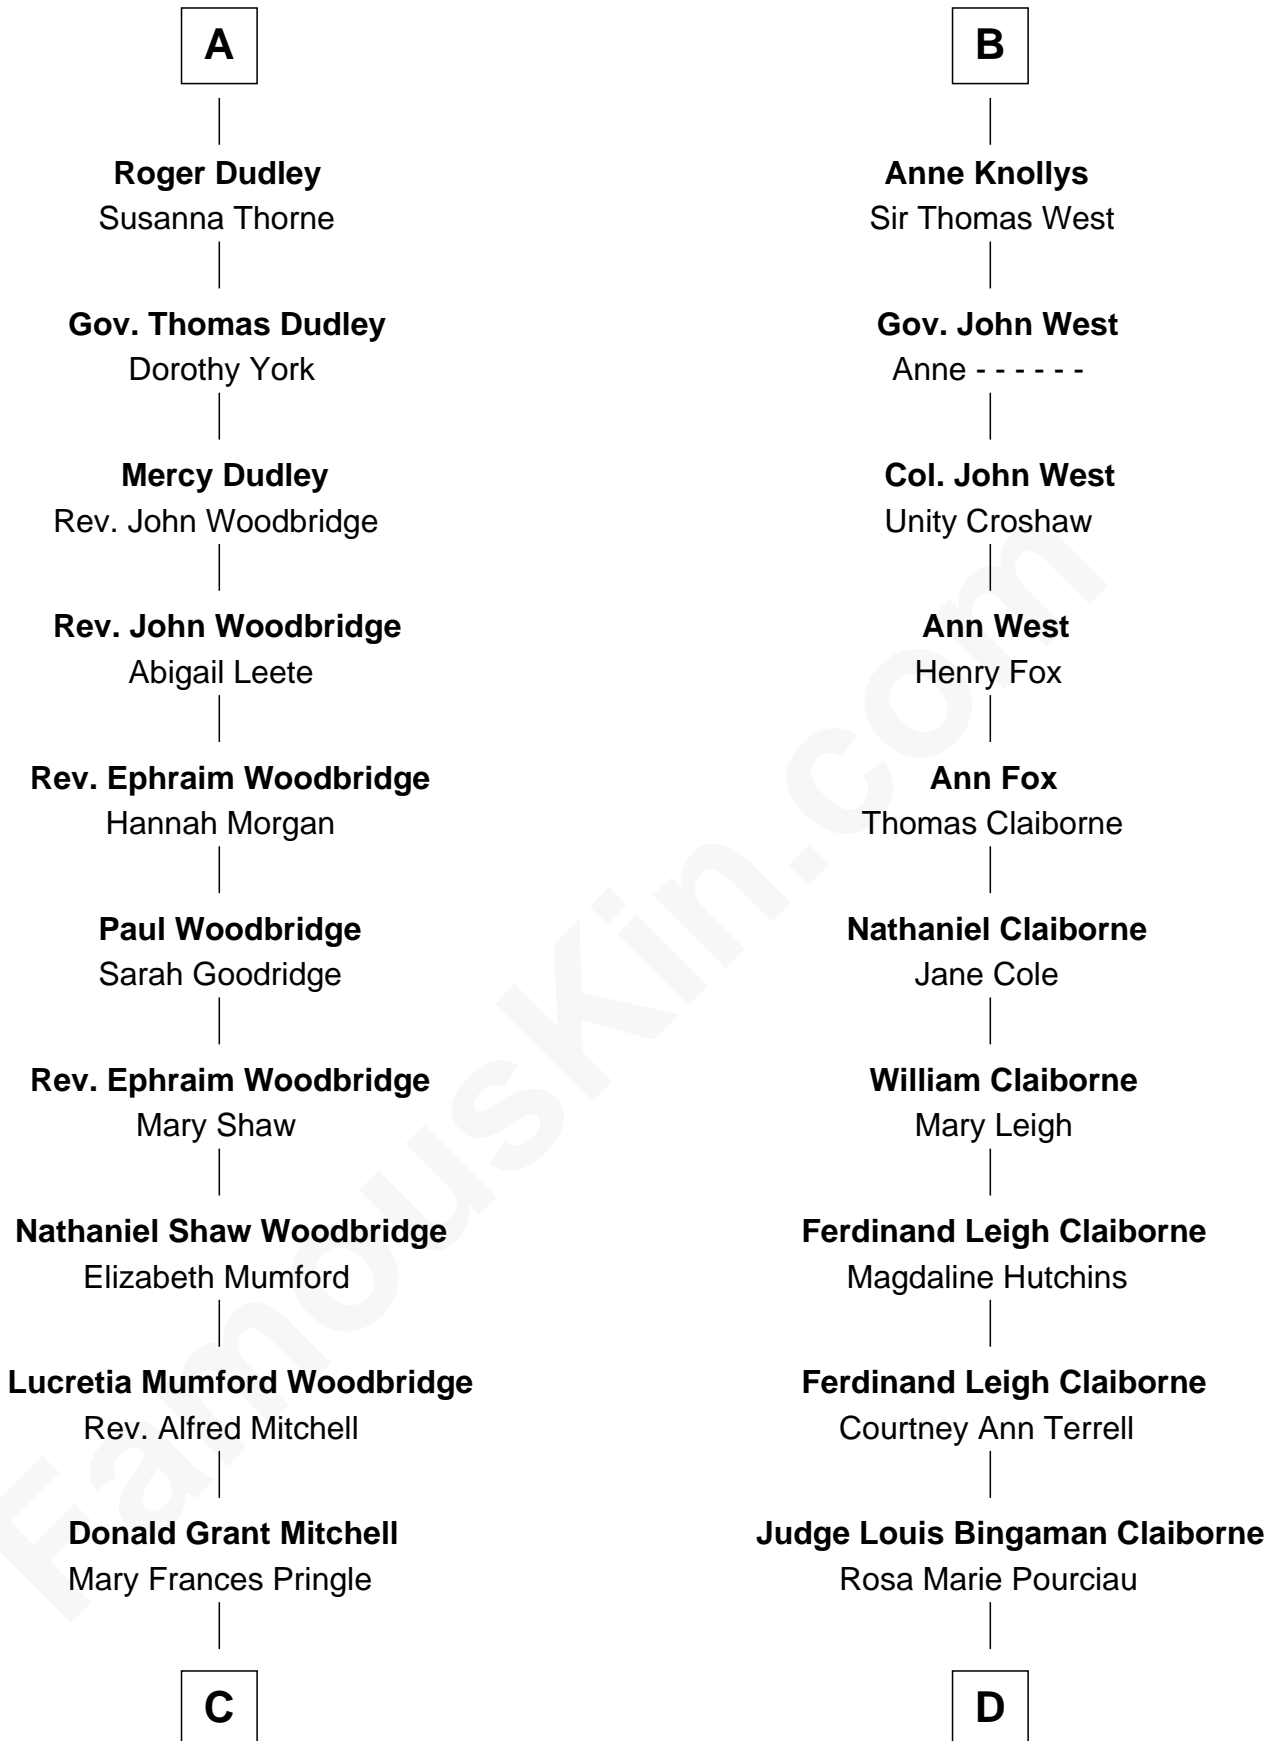 A
Roger Dudley
Susanna Thorne
Gov. Thomas Dudley
Dorothy York
Mercy Dudley
Rev. John Woodbridge
Rev. John Woodbridge
Abigail Leete
Rev. Ephraim Woodbridge
Hannah Morgan
Paul Woodbridge
Sarah Goodridge
Rev. Ephraim Woodbridge
Mary Shaw
Nathaniel Shaw Woodbridge
Elizabeth Mumford
Lucretia Mumford Woodbridge
Rev. Alfred Mitchell
Donald Grant Mitchell
Mary Frances Pringle
C
B
Anne Knollys
Sir Thomas West
Gov. John West
Anne - - - - - -
Col. John West
Unity Croshaw
Ann West
Henry Fox
Ann Fox
Thomas Claiborne
Nathaniel Claiborne
Jane Cole
William Claiborne
Mary Leigh
Ferdinand Leigh Claiborne
Magdaline Hutchins
Ferdinand Leigh Claiborne
Courtney Ann Terrell
Judge Louis Bingaman Claiborne
Rosa Marie Pourciau
D
FamousKin.com